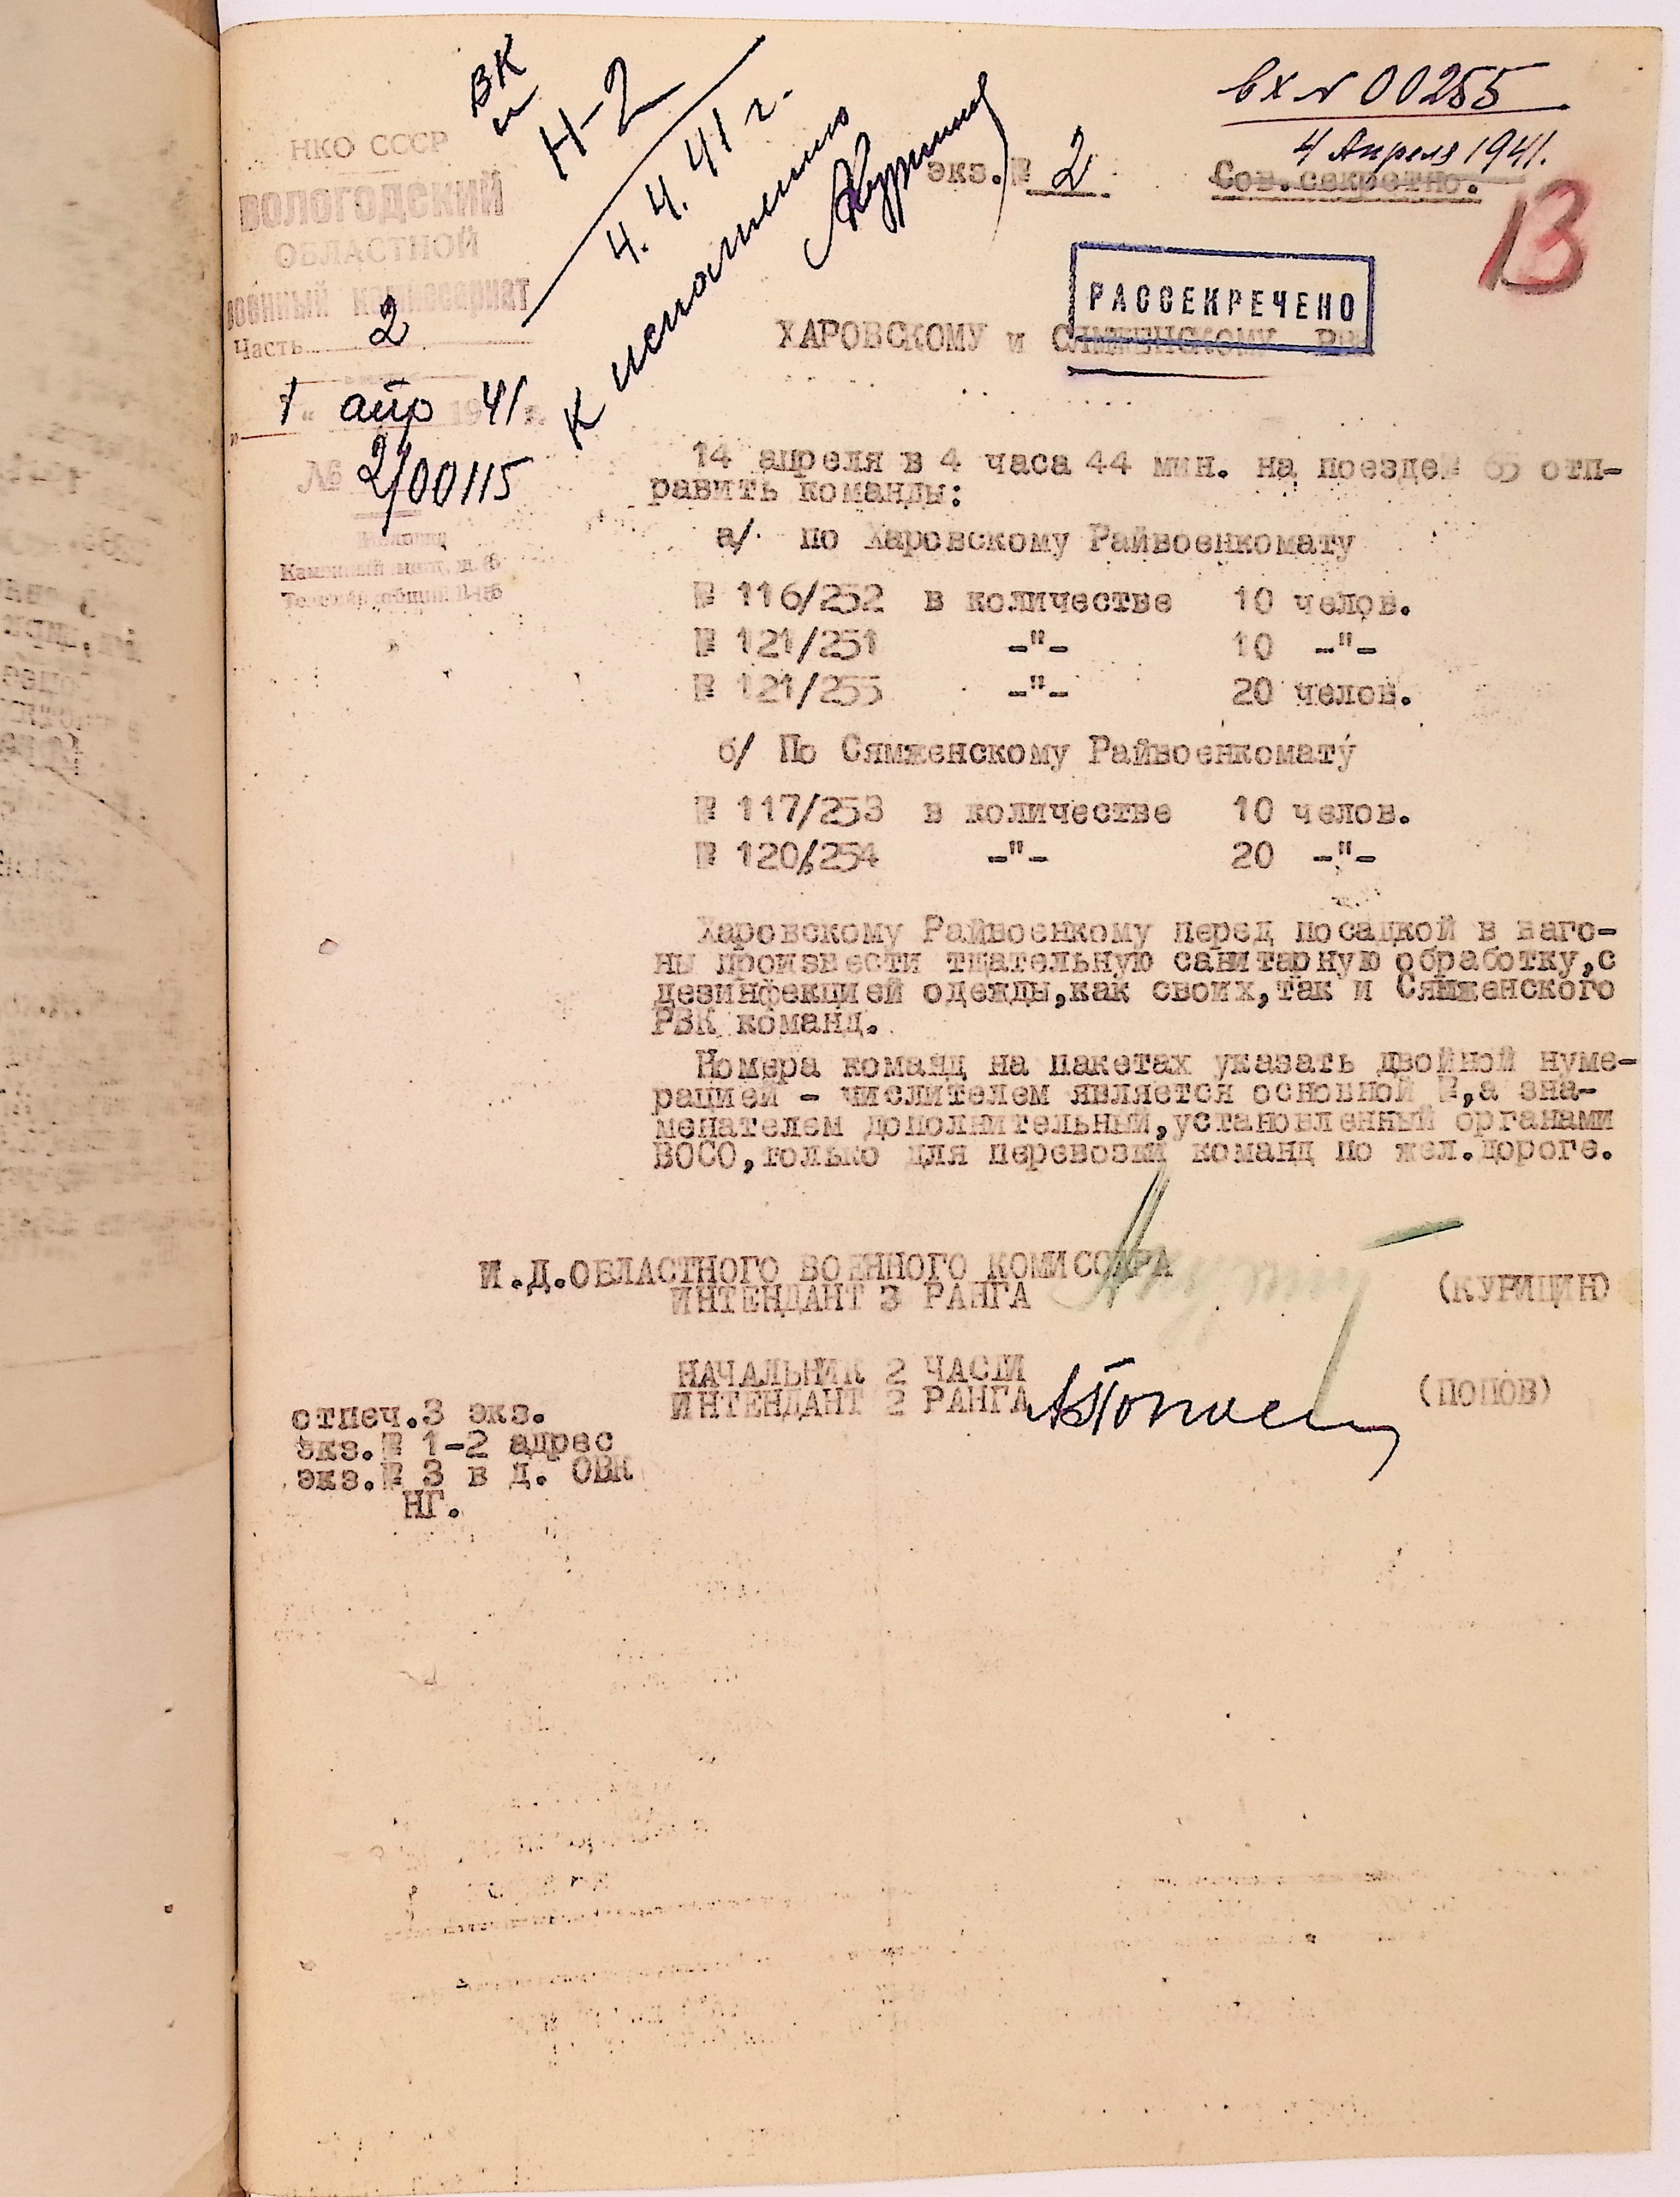 вх № 00255
4 Апреля 1941.
экз.№ 2
Сов.секретно.
13
РАССЕКРЕЧЕНО
НКО СССР
ВОЛОГОДСКИЙ
ОБЛАСТНОЙ
ВОЕННЫЙ КОМИССАРИАТ
Часть 2
"1" апр 1941 г.
№ 2/00115
Н-2
4.4.41 г.
К исполнению
ХАРОВСКОМУ и СЯМЖЕНСКОМУ РВК
14 апреля в 4 часа 44 мин. на поезде№ 65 отп-
равить команды:
а/. по Харовскому Райвоенкомату
№ 116/252 в количестве 10 челов.
№ 121/251 -"- 10 -"-
№ 121/255 -"- 20 челов.
б/ По Сямженскому Райвоенкомату
№ 117/253 в количестве 10 челов.
№ 120/254 -"- 20 -"-
Харовскому Райвоенкому перед посадкой в ваго-
ны произвести тщательную санитарную обработку,с
дезинфекцией одежды,как своих,так и Сямженского
РВК команд.
Номера команд на пакетах указать двойной нуме-
рацией - числителем является основной №,а зна-
менателем дополнительный,установленный органами
ВОСО,только для перевозки команд по жел.дороге.
И.Д.ОБЛАСТНОГО ВОЕННОГО КОМИССАРА
ИНТЕНДАНТ 3 РАНГА (КУРИЦИН)
НАЧАЛЬНИК 2 ЧАСТИ
ИНТЕНДАНТ 2 РАНГА (ПОПОВ)
отпеч.3 экз.
экз.№ 1-2 адрес
экз.№ 3 в д. ОВК
НГ.